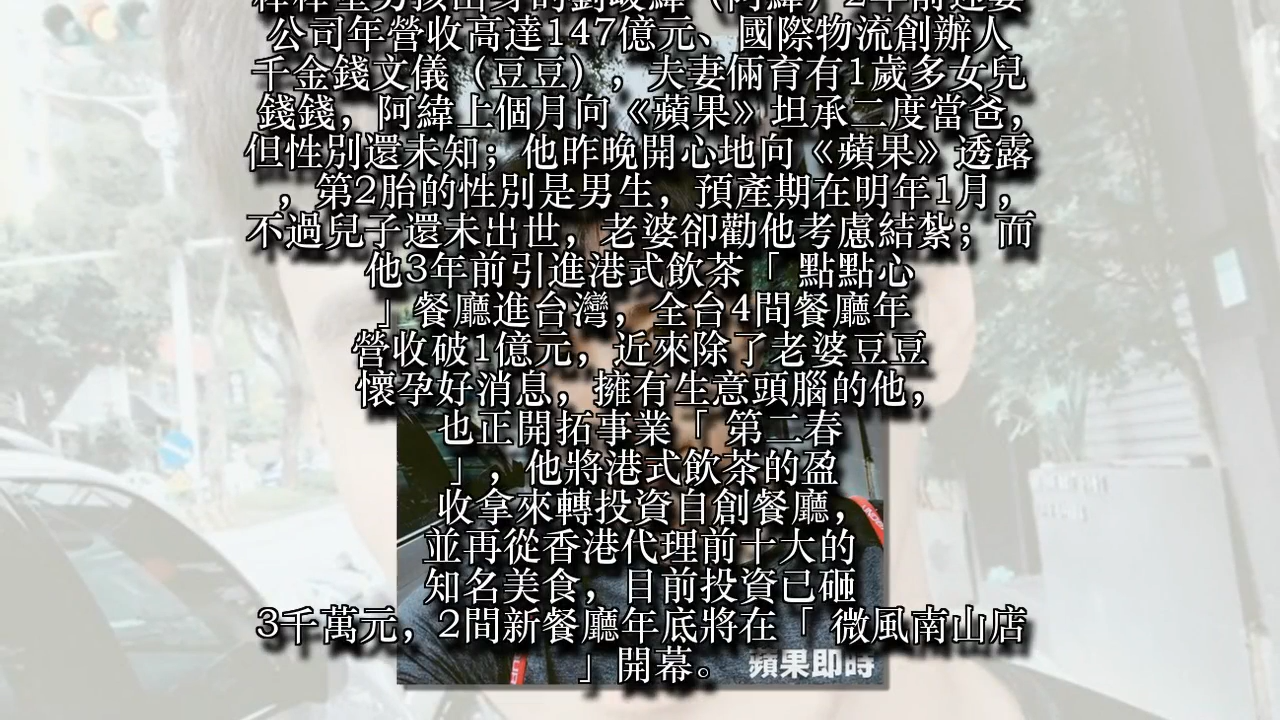 公司年營收高達147億元、國際物流創辦人
千金錢文儀（豆豆），夫妻倆育有1歲多女兒
錢錢，阿緯上個月向《蘋果》坦承二度當爸，
但性別還未知；他昨晚開心地向《蘋果》透露
，第2胎的性別是男生，預產期在明年1月，
不過兒子還未出世，老婆卻勸他考慮結紮；而
他3年前引進港式飲茶「 點點心
」餐廳進台灣，全台4間餐廳年
營收破1億元，近來除了老婆豆豆
懷孕好消息，擁有生意頭腦的他，
也正開拓事業「 第二春
」，他將港式飲茶的盈
收拿來轉投資自創餐廳，
並再從香港代理前十大的
知名美食，目前投資已砸
3千萬元，2間新餐廳年底將在「 微風南山店
」開幕。
蘋果即時